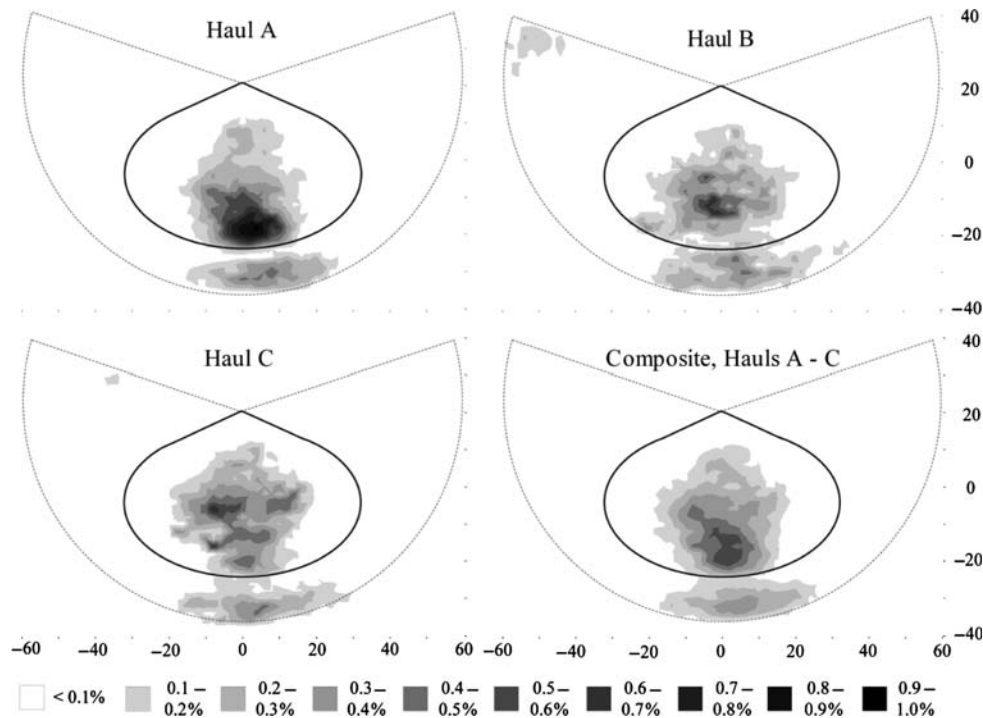 Haul A
Haul B
40
20
0
−20
−40
Haul C
Composite, Hauls A - C
40
20
0
−20
−40
−60 −40 −20 0 20 40 60 −60 −40 −20 0 20 40 60
< 0.1% 0.1 – 0.2% 0.2 – 0.3% 0.3 – 0.4% 0.4 – 0.5% 0.5 – 0.6% 0.6 – 0.7% 0.7 – 0.8% 0.8 – 0.9% 0.9 – 1.0%